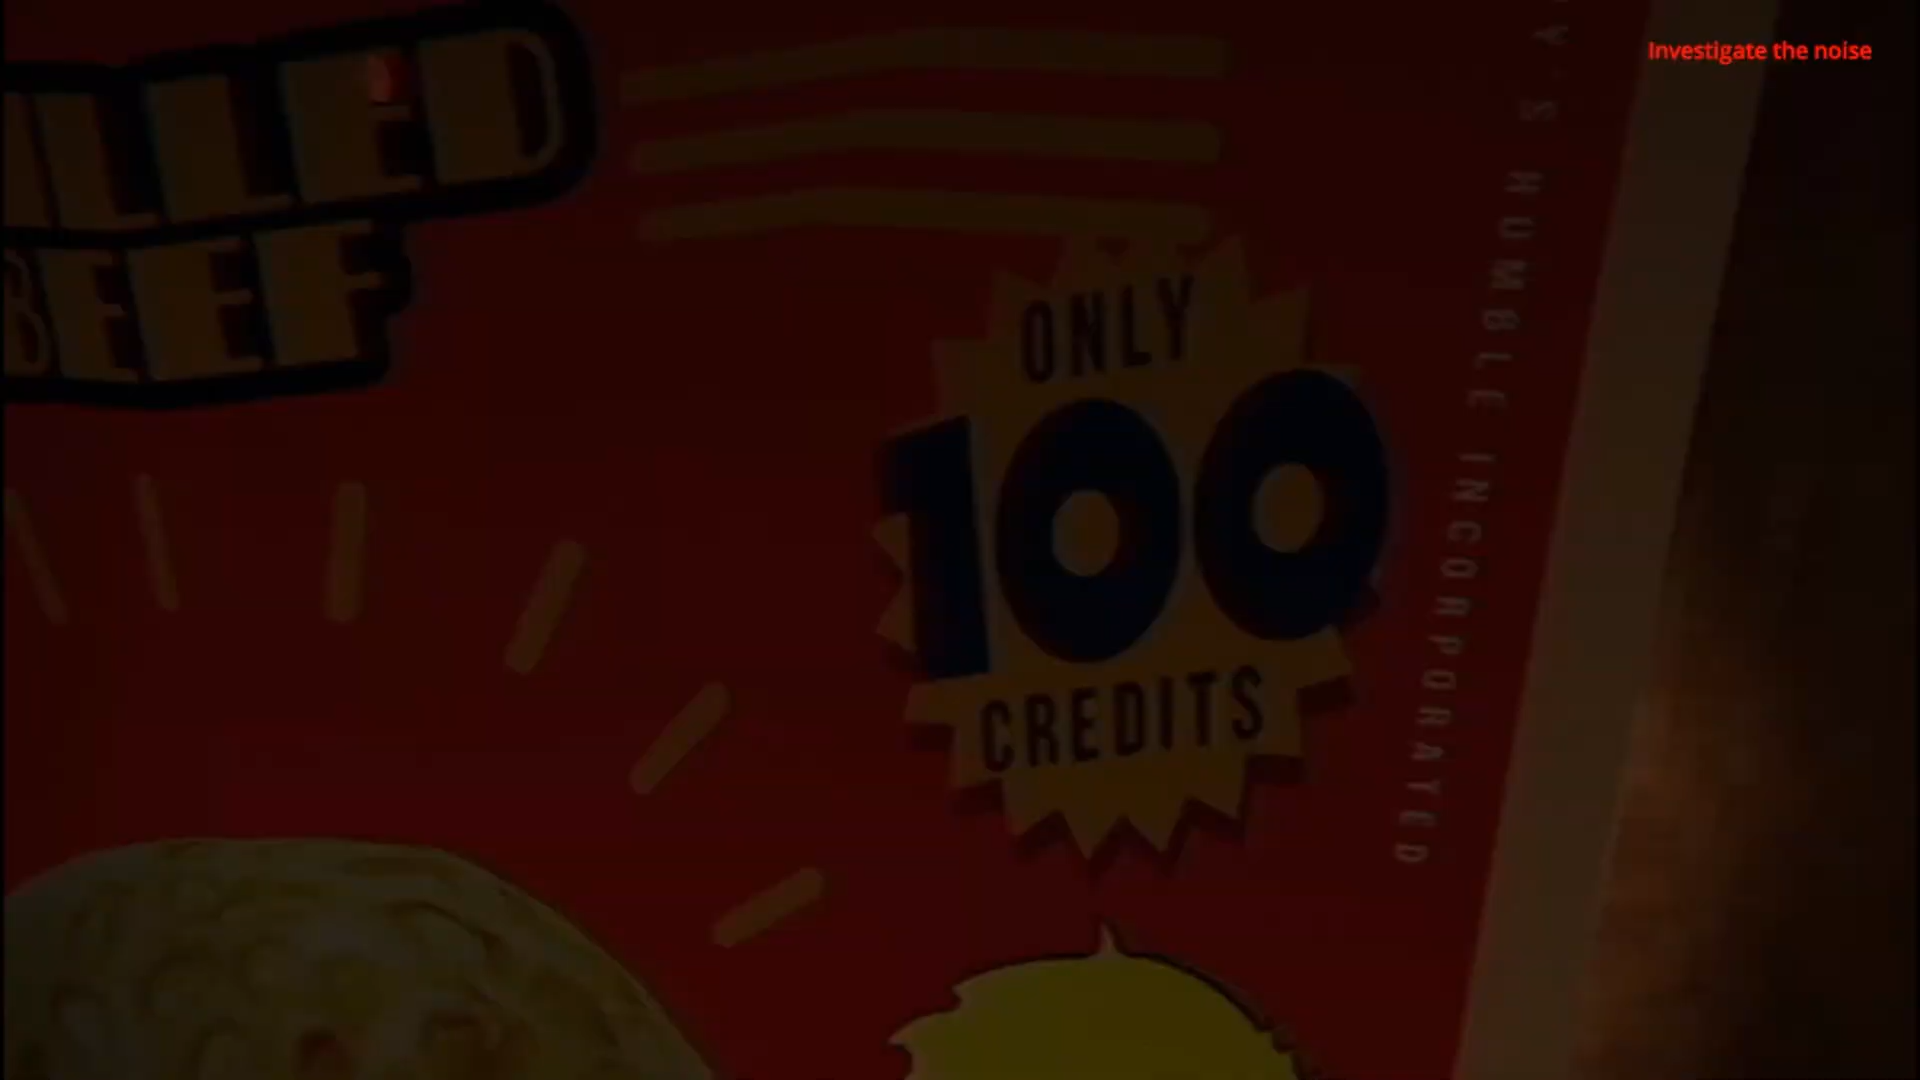 Investigate the noise
BEEF
ONLY
100
CREDITS
HUMBLE INCORPORATED